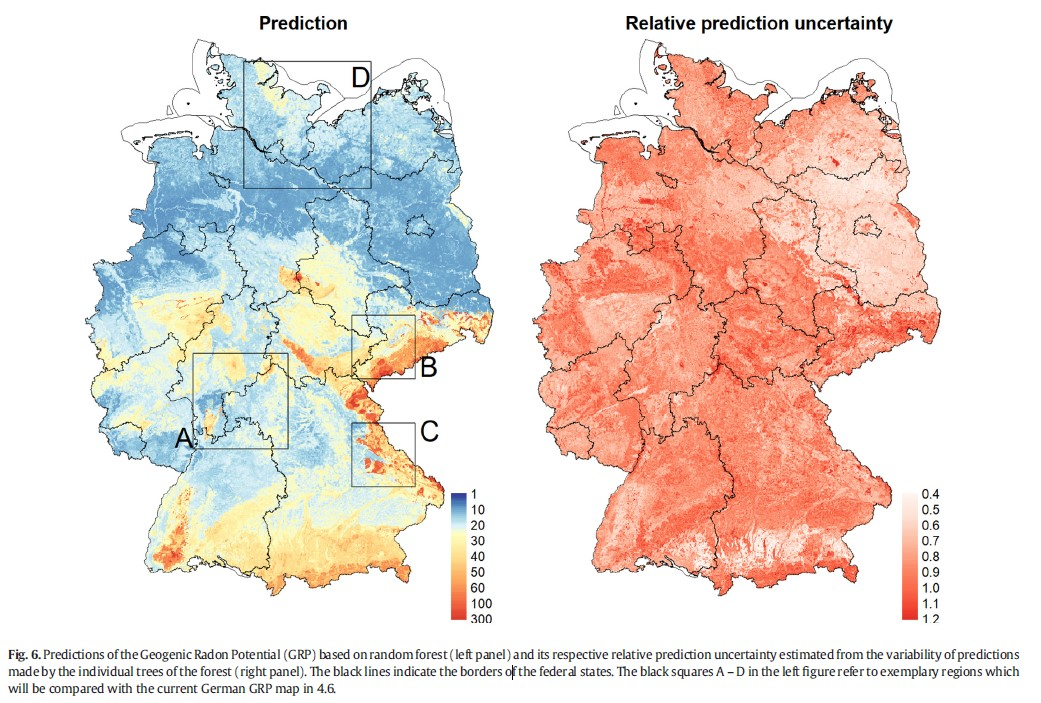 Prediction
Relative prediction uncertainty
D
B
A
C
1
10
20
30
60
100
300
0.4
0.5
0.6
0.7
0.8
0.9
1.0
1.1
1.2
Fig. 6. Predictions of the Geogenic Radon Potential (GRP) based on random forest (left panel) and its respective relative prediction uncertainty estimated from the variability of predictions
made by the individual trees of the forest (right panel). The black lines indicate the borders of the federal states. The black squares A – D in the left figure refer to exemplary regions which
will be compared with the current German GRP map in 4.6.